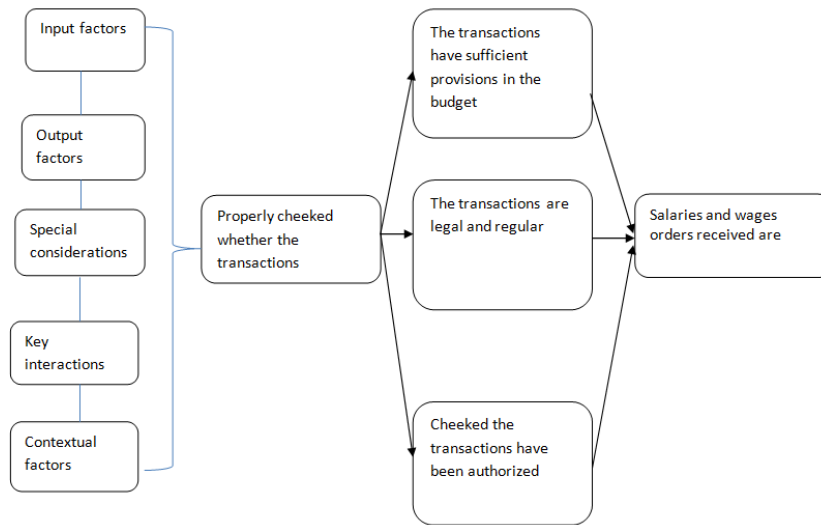 Input factors
Output
factors
Special
considerations
Key
interactions
Contextual
factors
Properly cheeked
whether the
transactions
The transactions
have sufficient
provisions in the
budget
The transactions are
legal and regular
Cheeked the
transactions have
been authorized
Salaries and wages
orders received are